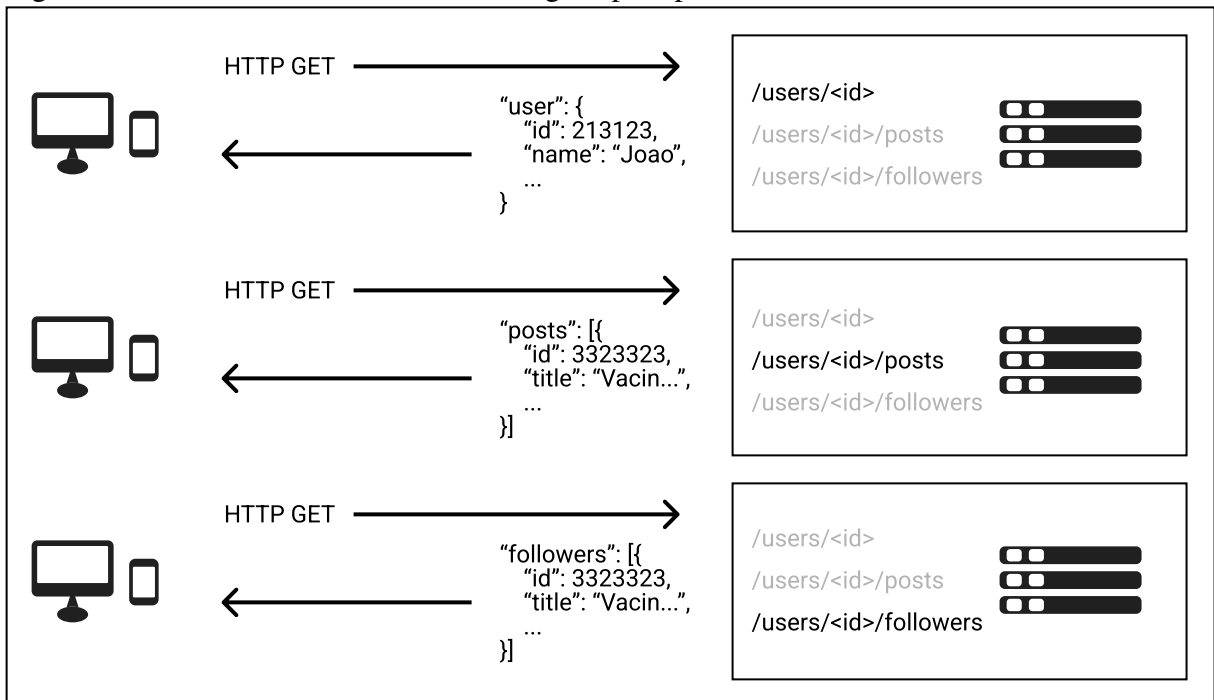 HTTP GET
“user”: {
“id”: 213123,
“name”: “Joao”,
...
}
/users/<id>
/users/<id>/posts
/users/<id>/followers
HTTP GET
“posts”: [{
“id”: 3323323,
“title”: “Vacin...”,
...
}]
/users/<id>
/users/<id>/posts
/users/<id>/followers
HTTP GET
“followers”: [{
“id”: 3323323,
“title”: “Vacin...”,
...
}]
/users/<id>
/users/<id>/posts
/users/<id>/followers